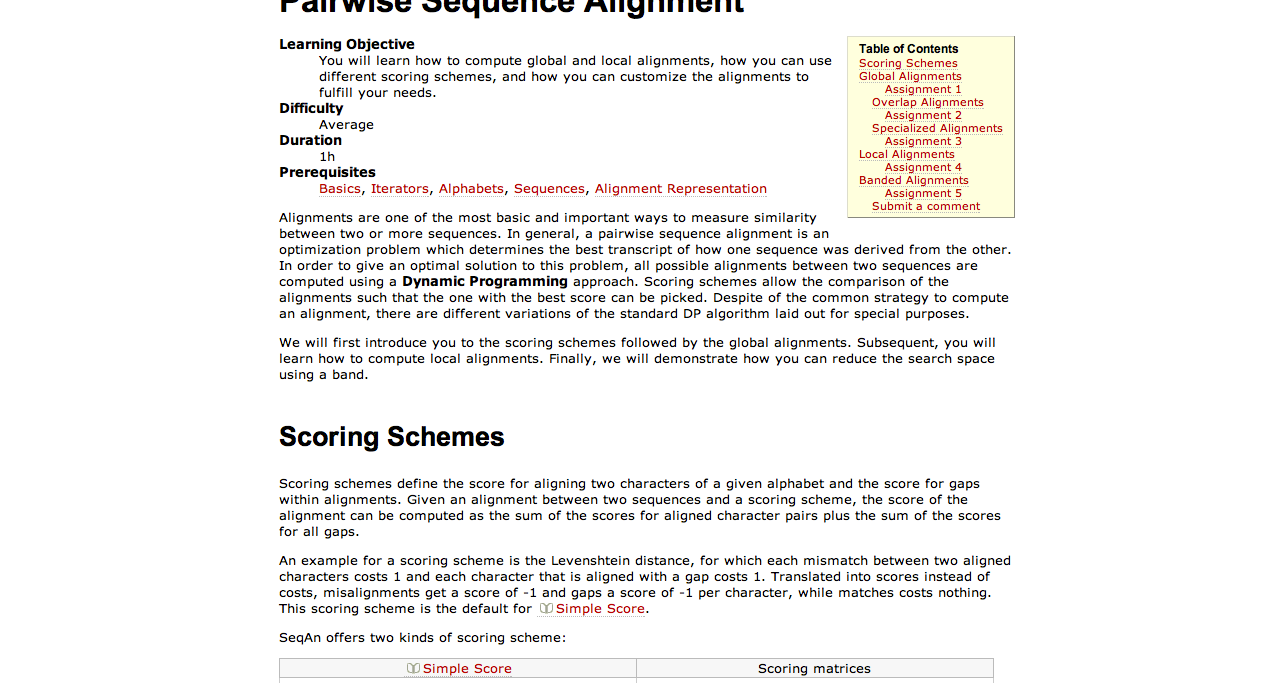 Pairwise Sequence Alignment
Learning Objective
You will learn how to compute global and local alignments, how you can use
different scoring schemes, and how you can customize the alignments to
fulfill your needs.
Difficulty
Average
Duration
1h
Prerequisites
Basics, Iterators, Alphabets, Sequences, Alignment Representation
Table of Contents
Scoring Schemes
Global Alignments
Assignment 1
Overlap Alignments
Assignment 2
Specialized Alignments
Assignment 3
Local Alignments
Assignment 4
Banded Alignments
Assignment 5
Submit a comment
Alignments are one of the most basic and important ways to measure similarity
between two or more sequences. In general, a pairwise sequence alignment is an
optimization problem which determines the best transcript of how one sequence was derived from the other.
In order to give an optimal solution to this problem, all possible alignments between two sequences are
computed using a Dynamic Programming approach. Scoring schemes allow the comparison of the
alignments such that the one with the best score can be picked. Despite of the common strategy to compute
an alignment, there are different variations of the standard DP algorithm laid out for special purposes.
We will first introduce you to the scoring schemes followed by the global alignments. Subsequent, you will
learn how to compute local alignments. Finally, we will demonstrate how you can reduce the search space
using a band.
Scoring Schemes
Scoring schemes define the score for aligning two characters of a given alphabet and the score for gaps
within alignments. Given an alignment between two sequences and a scoring scheme, the score of the
alignment can be computed as the sum of the scores for aligned character pairs plus the sum of the scores
for all gaps.
An example for a scoring scheme is the Levenshtein distance, for which each mismatch between two aligned
characters costs 1 and each character that is aligned with a gap costs 1. Translated into scores instead of
costs, misalignments get a score of -1 and gaps a score of -1 per character, while matches costs nothing.
This scoring scheme is the default for Simple Score.
SeqAn offers two kinds of scoring scheme:
Simple Score
Scoring matrices